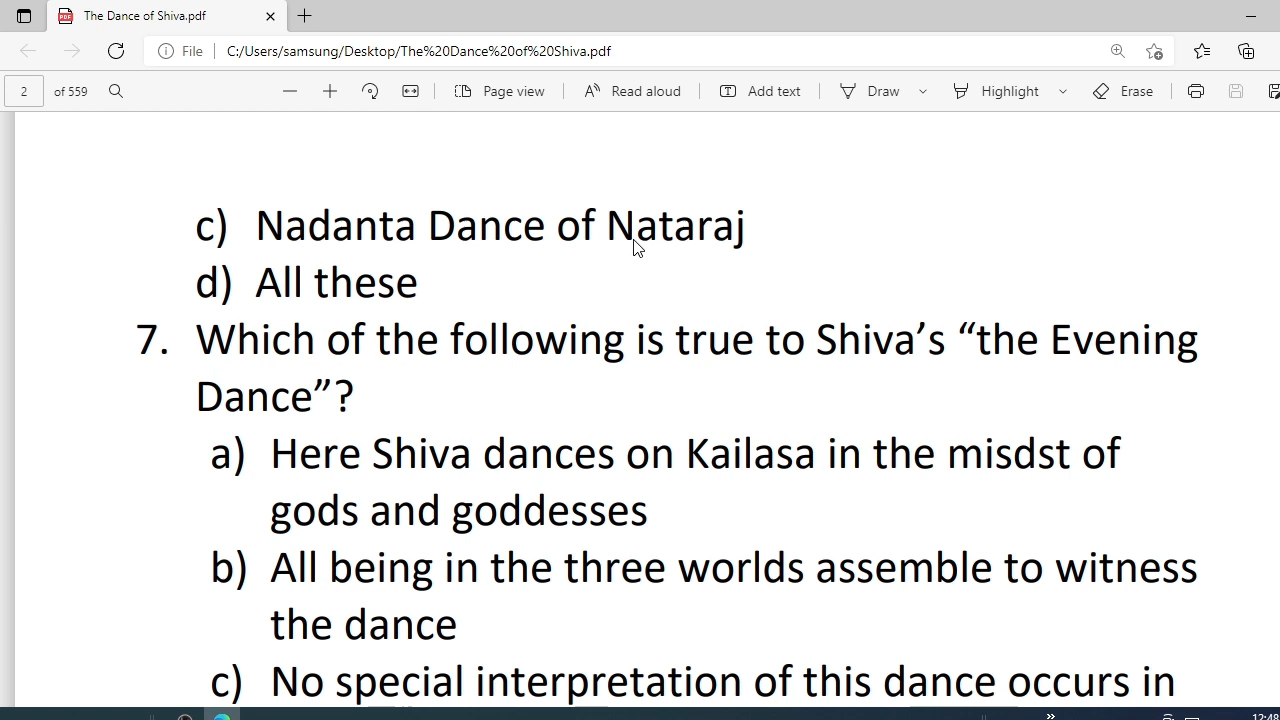 The Dance of Shiva.pdf
File C:/Users/samsung/Desktop/The%20Dance%20of%20Shiva.pdf
2 of 559 Page view Read aloud Add text Draw Highlight Erase
c) Nadanta Dance of Nataraj
d) All these
7. Which of the following is true to Shiva’s “the Evening
Dance”?
a) Here Shiva dances on Kailasa in the misdst of
gods and goddesses
b) All being in the three worlds assemble to witness
the dance
c) No special interpretation of this dance occurs in
12:48